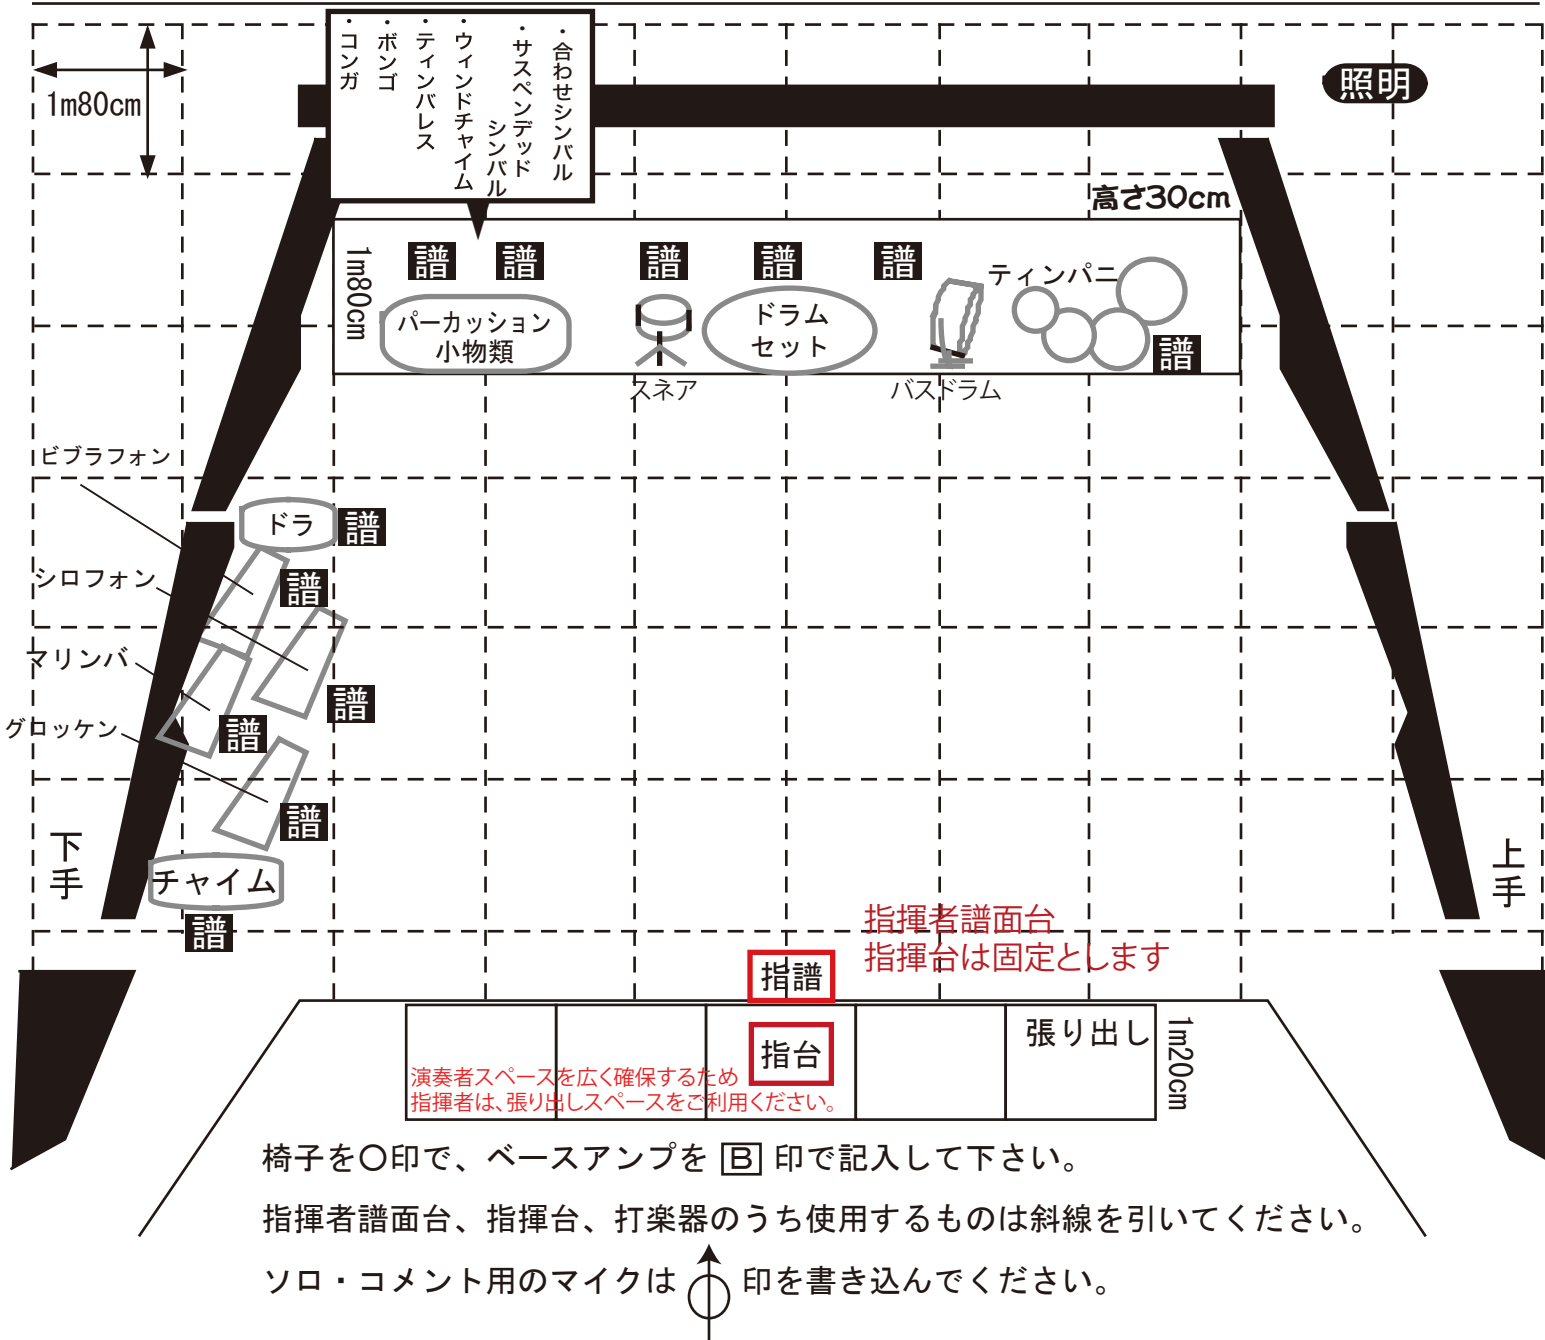 ・合わせシンバル
・サスペンデッド
シンバル
・ウィンドチャイム
・ティンバレス
・ボンゴ
・コンガ
照明
1m80cm
高さ30cm
1m80cm
譜
譜
譜
譜
譜
ティンパニ
パーカッション
小物類
ドラム
セット
譜
スネア
バスドラム
ビブラフォン
ドラ
譜
シロフォン
譜
マリンバ
譜
グロッケン
譜
譜
下手
上手
チャイム
譜
指揮者譜面台
指揮台は固定とします
指譜
張り出し
1m20cm
指台
演奏者スペースを広く確保するため
指揮者は、張り出しスペースをご利用ください。
椅子を〇印で、ベースアンプを B 印で記入して下さい。
指揮者譜面台、指揮台、打楽器のうち使用するものは斜線を引いてください。
ソロ・コメント用のマイクは 印を書き込んでください。